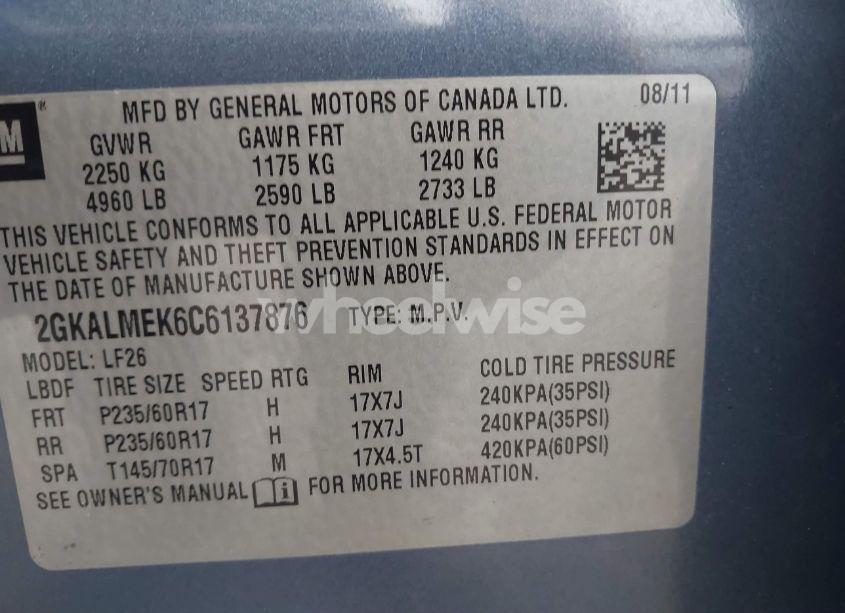 M ®
MFD BY GENERAL MOTORS OF CANADA LTD. 08/11
GVWR GAWR FRT GAWR RR
2250 KG 1175 KG 1240 KG
4960 LB 2590 LB 2733 LB
THIS VEHICLE CONFORMS TO ALL APPLICABLE U.S. FEDERAL MOTOR
VEHICLE SAFETY AND THEFT PREVENTION STANDARDS IN EFFECT ON
THE DATE OF MANUFACTURE SHOWN ABOVE.
2GKALMEK6C6137876 TYPE: M.P.V.
wheelwise
MODEL: LF26
LBDF TIRE SIZE SPEED RTG RIM COLD TIRE PRESSURE
FRT P235/60R17 H 17X7J 240KPA(35PSI)
RR P235/60R17 H 17X7J 240KPA(35PSI)
SPA T145/70R17 M 17X4.5T 420KPA(60PSI)
SEE OWNER'S MANUAL i FOR MORE INFORMATION.